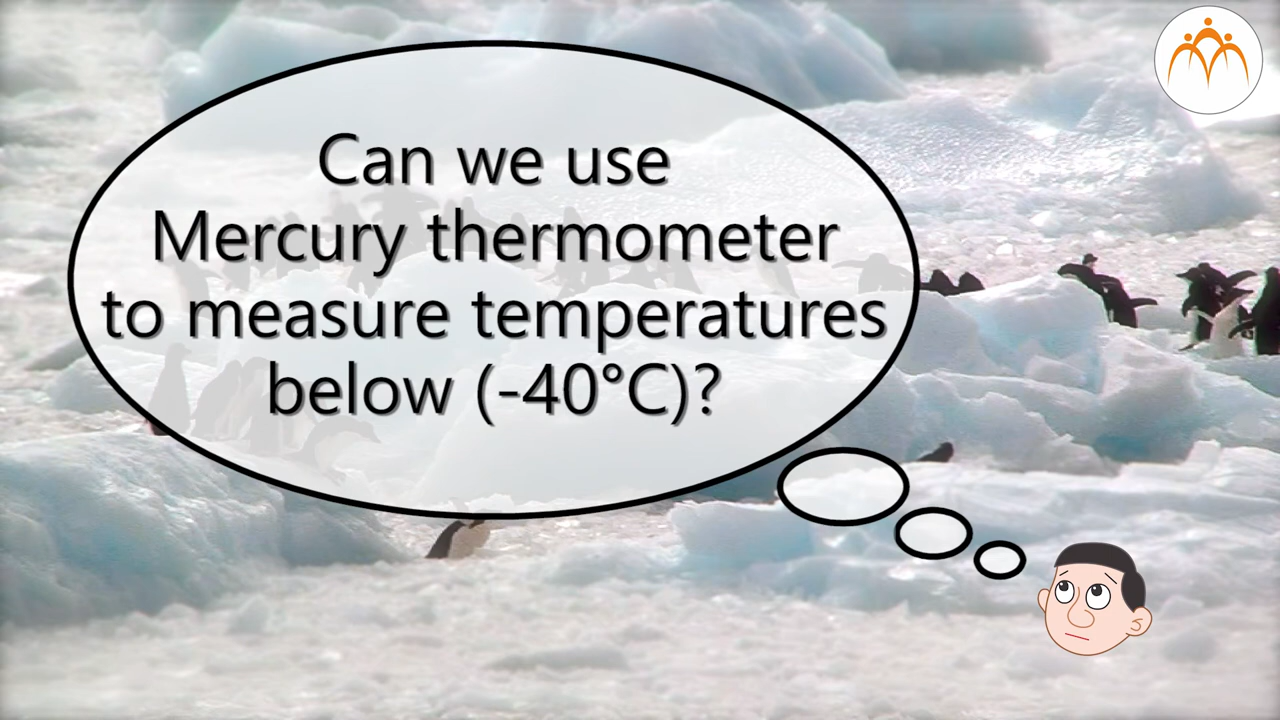 Can we use
Mercury thermometer
to measure temperatures
below (-40°C)?